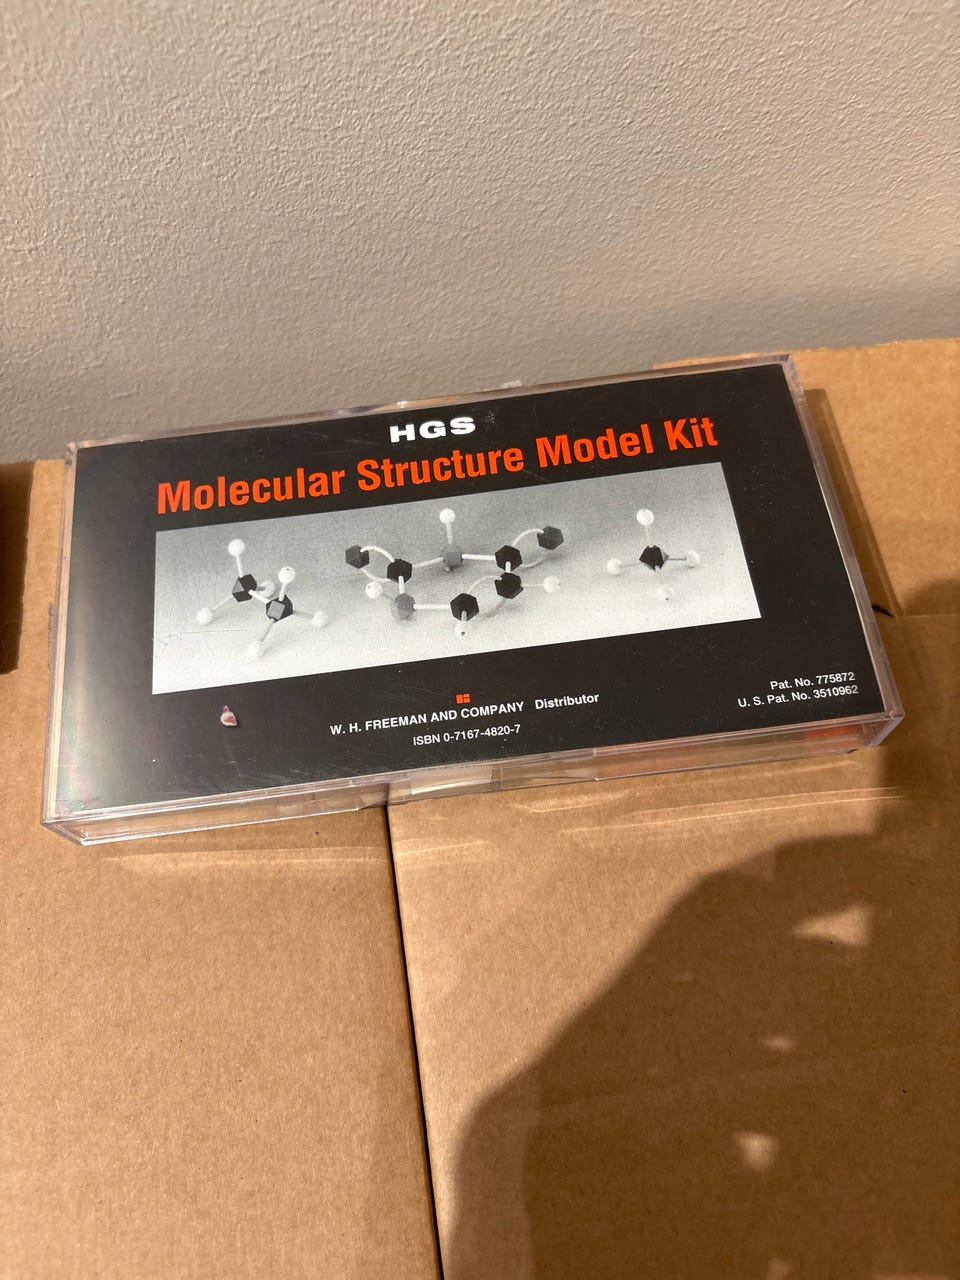 HGS
Molecular Structure Model Kit
W. H. FREEMAN AND COMPANY Distributor
ISBN 0-7167-4820-7
Pat. No. 775872
U. S. Pat. No. 3510962